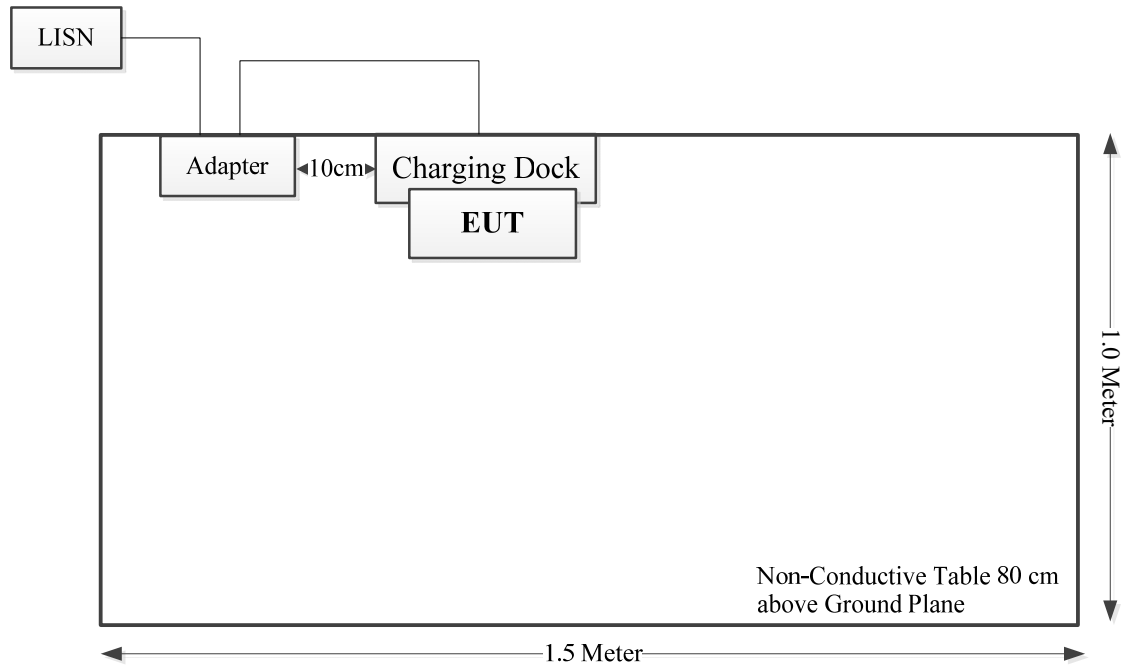 LISN
Adapter
10cm
Charging Dock
EUT
1.0 Meter
Non-Conductive Table 80 cm
above Ground Plane
1.5 Meter